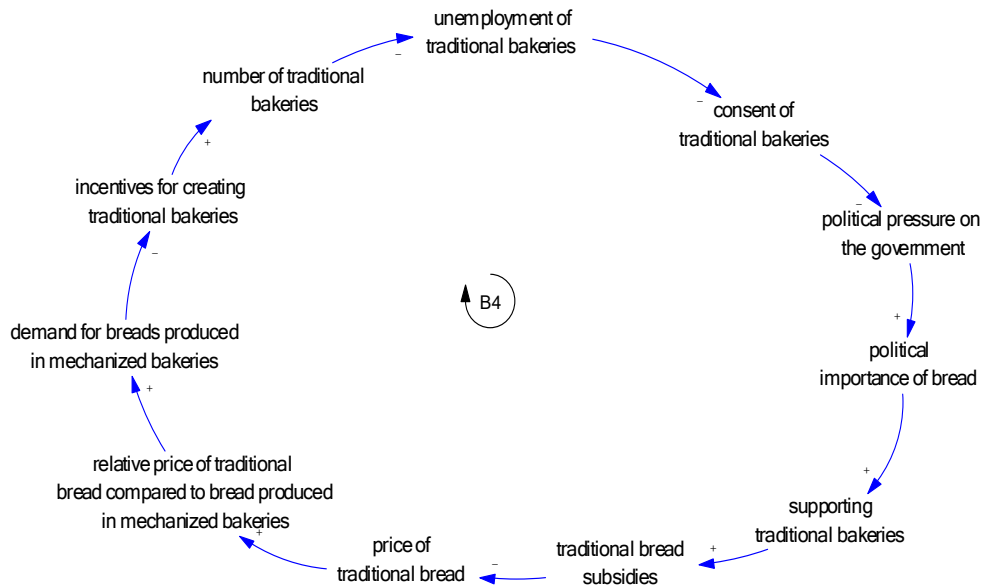 unemployment of
traditional bakeries
–
consent of
traditional bakeries
–
political pressure on
the government
–
political
importance of bread
+
supporting
traditional bakeries
+
traditional bread
subsidies
+
price of
traditional bread
–
relative price of traditional
bread compared to bread produced
in mechanized bakeries
+
demand for breads produced
in mechanized bakeries
+
incentives for creating
traditional bakeries
–
number of traditional
bakeries
+
B4